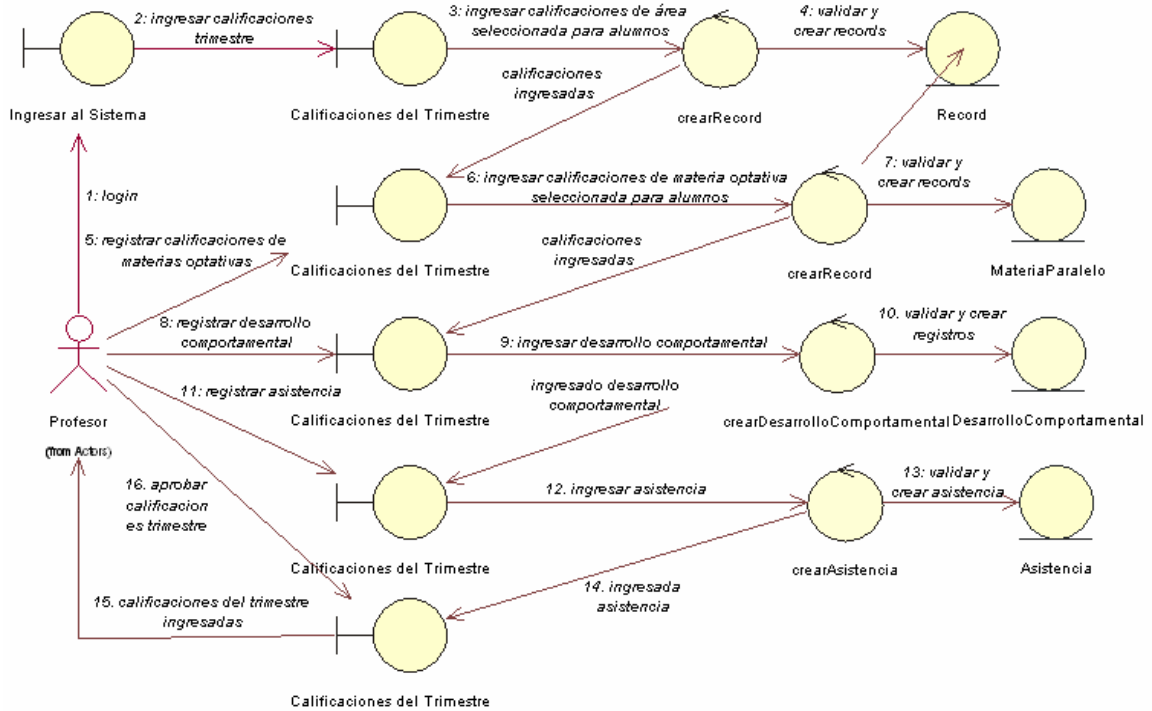 2: ingresar calificaciones
trimestre
3: ingresar calificaciones de área
seleccionada para alumnos
4: validar y
crear records
Ingresar al Sistema
Calificaciones del Trimestre
calificaciones
ingresadas
crearRecord
Record
1: login
6: ingresar calificaciones de materia optativa
seleccionada para alumnos
7: validar y
crear records
5: registrar calificaciones de
materias optativas
Calificaciones del Trimestre
calificaciones
ingresadas
crearRecord
MateriaParalelo
8: registrar desarrollo
comportamental
9: ingresar desarrollo comportamental
10. validar y crear
registros
11: registrar asistencia
Calificaciones del Trimestre
ingresado desarrollo
comportamental
crearDesarrolloComportamental
DesarrolloComportamental
Profesor
(from Actors)
16. aprobar
calificacion
es trimestre
12. ingresar asistencia
13: validar y
crear asistencia
Calificaciones del Trimestre
crearAsistencia
Asistencia
14. ingresada
asistencia
15. calificaciones del trimestre
ingresadas
Calificaciones del Trimestre